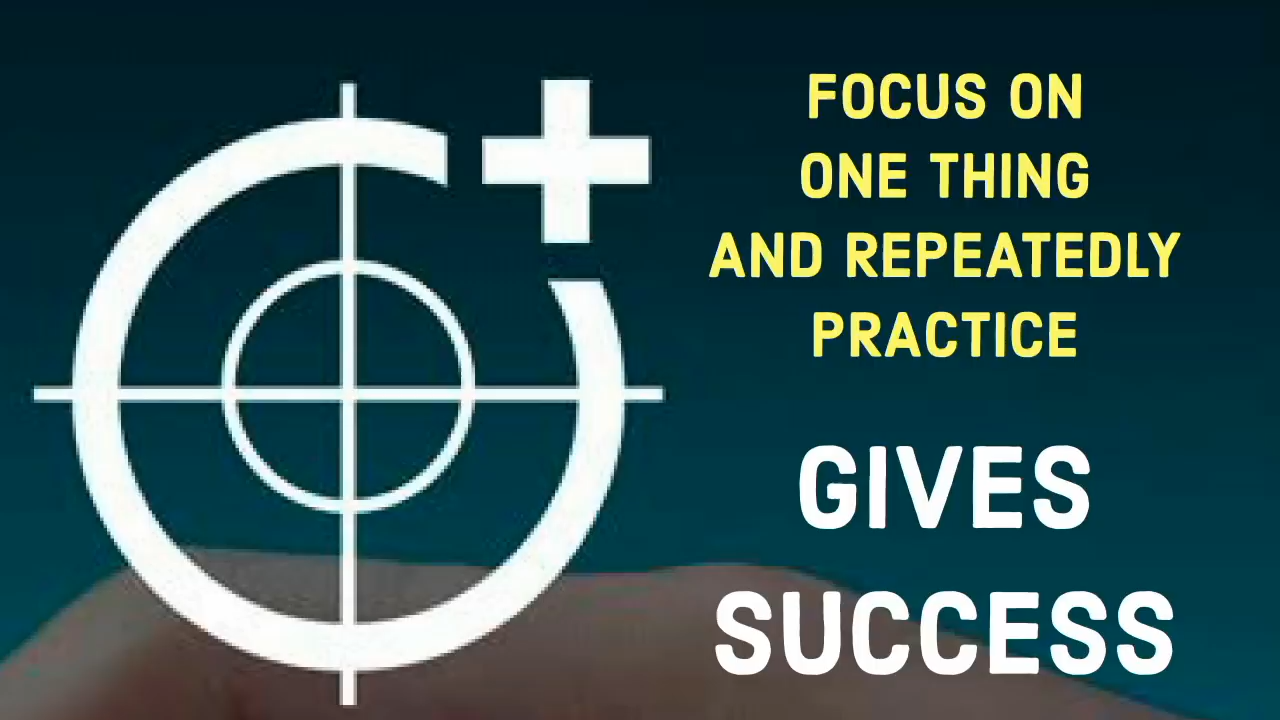 FOCUS ON
ONE THING
AND REPEATEDLY
PRACTICE
GIVES
SUCCESS